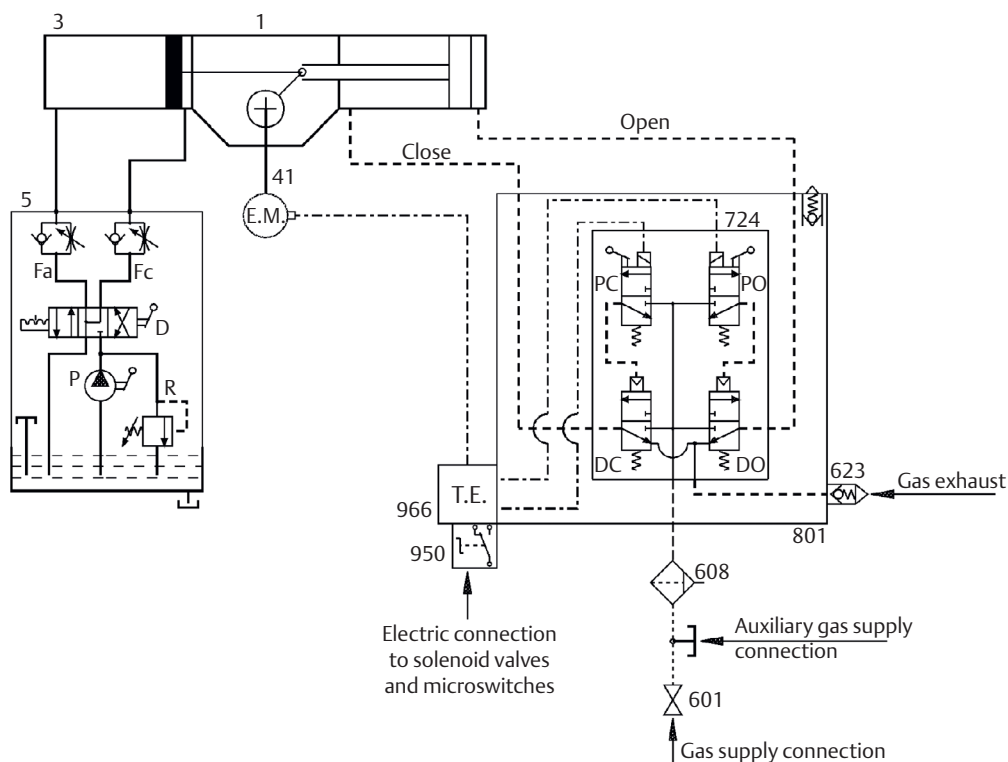 3
1
Open
Close
41
5
E.M.
724
Fa
Fc
PC
PO
D
P
R
DC
DO
623
Gas exhaust
T.E.
966
801
950
608
Electric connection
to solenoid valves
and microswitches
Auxiliary gas supply
connection
601
Gas supply connection